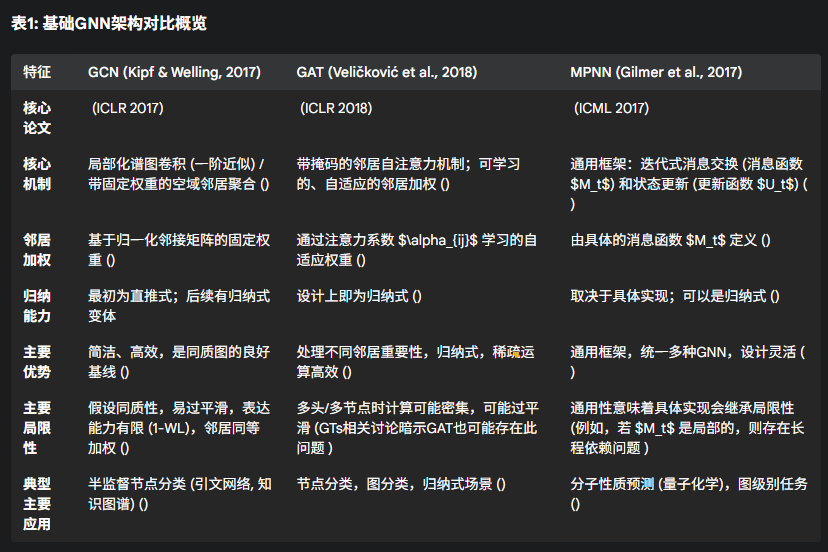 表1: 基础GNN架构对比概览
特征 GCN (Kipf & Welling, 2017) GAT (Veličković et al., 2018) MPNN (Gilmer et al., 2017)
核心 (ICLR 2017) (ICLR 2018) (ICML 2017)
论文
核心 局部化谱图卷积 (一阶近似) / 带掩码的邻居自注意力机制；可学习 通用框架：迭代式消息交换 (消息函数
机制 带固定权重的空域邻居聚合 () 的、自适应的邻居加权 () $M_t$) 和状态更新 (更新函数 $U_t$) (
)
邻居 基于归一化邻接矩阵的固定权 通过注意力系数 $\alpha_{ij}$ 学习的自 由具体的消息函数 $M_t$ 定义 ()
加权 重 () 适应权重 ()
归纳 最初为直推式；后续有归纳式 设计上即为归纳式 () 取决于具体实现；可以是归纳式 ()
能力 变体
主要 简洁、高效，是同质图的良好 处理不同邻居重要性，归纳式，稀疏运 通用框架，统一多种GNN，设计灵活 (
优势 基线 () 算高效 () )
主要 假设同质性，易过平滑，表达 多头/多节点时计算可能密集，可能过平 通用性意味着具体实现会继承局限性
局限 能力有限 (1-WL)，邻居同等 滑 (GTs相关讨论暗示GAT也可能存在此 (例如，若 $M_t$ 是局部的，则存在长
性 加权 () 问题 ) 程依赖问题 )
典型 半监督节点分类 (引文网络, 知 节点分类，图分类，归纳式场景 () 分子性质预测 (量子化学)，图级别任务
主要 识图谱) () ()
应用